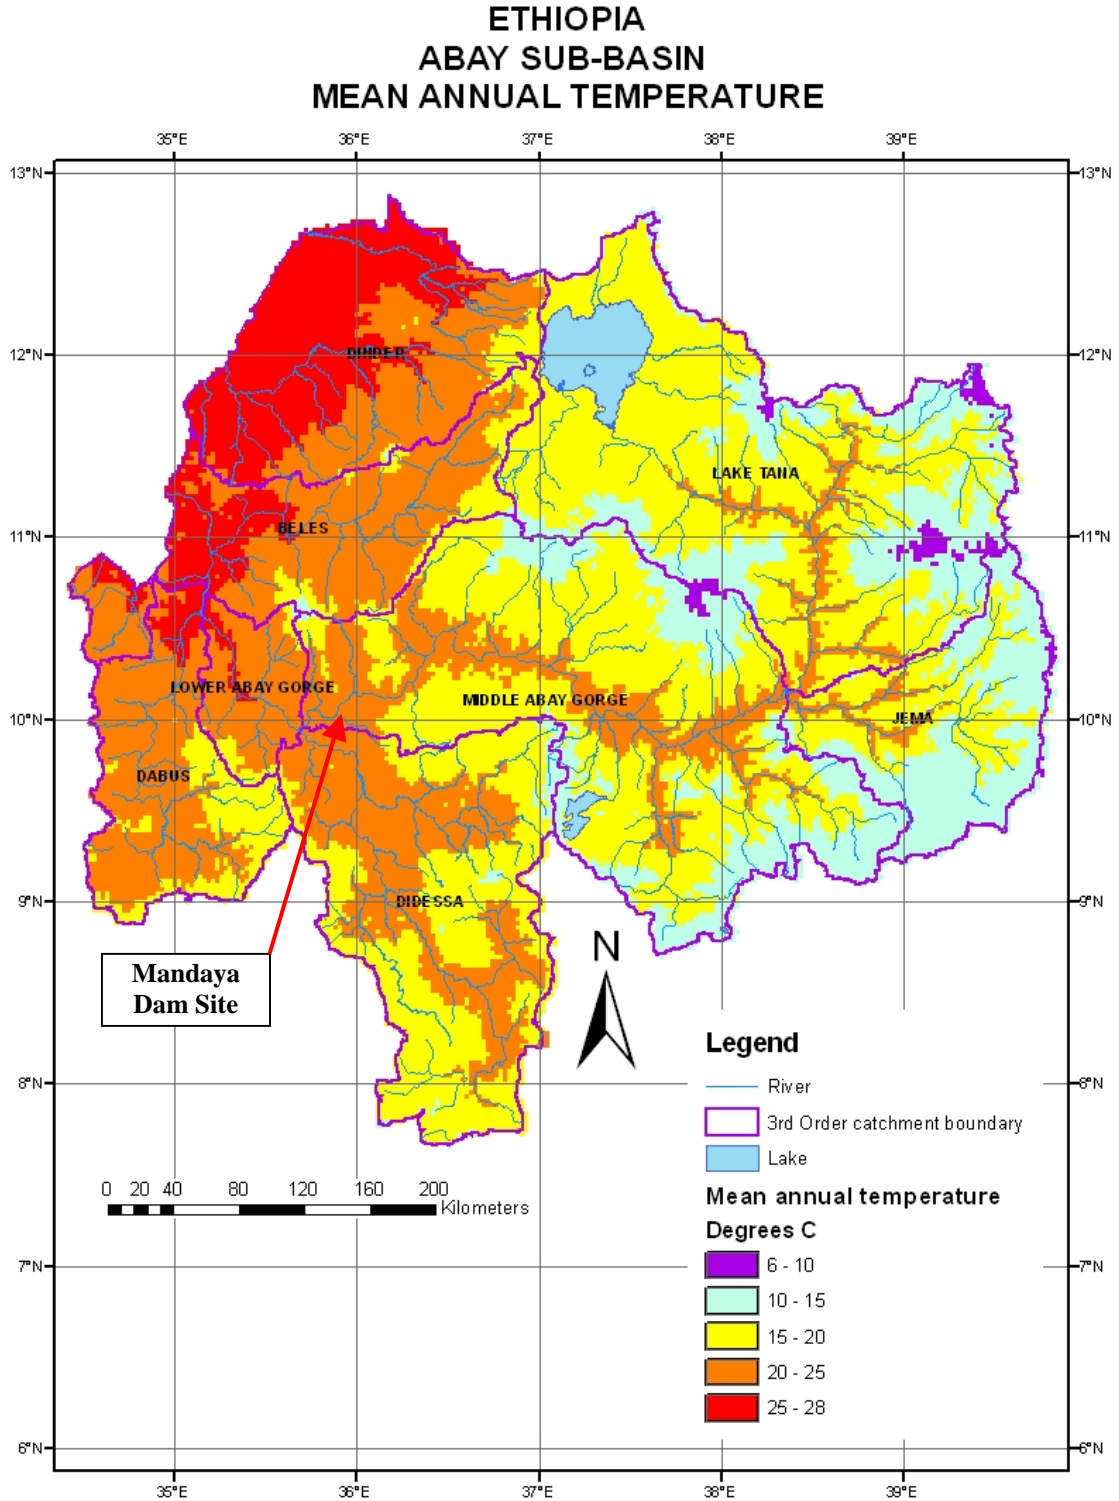 ETHIOPIA
ABAY SUB-BASIN
MEAN ANNUAL TEMPERATURE
35°E 36°E 37°E 38°E 39°E
13°N 13°N
12°N 12°N
DINDER
LAKE TANA
BELES
11°N 11°N
LOWER ABAY GORGE
MIDDLE ABAY GORGE
10°N 10°N
JEMA
DABUS
9°N 9°N
DIDESSA
N
Mandaya
Dam Site
Legend
River
8°N 8°N
3rd Order catchment boundary
Lake
0 20 40 80 120 160 200
Kilometers
Mean annual temperature
Degrees C
7°N 7°N
6 - 10
10 - 15
15 - 20
20 - 25
25 - 28
6°N 6°N
35°E 36°E 37°E 38°E 39°E